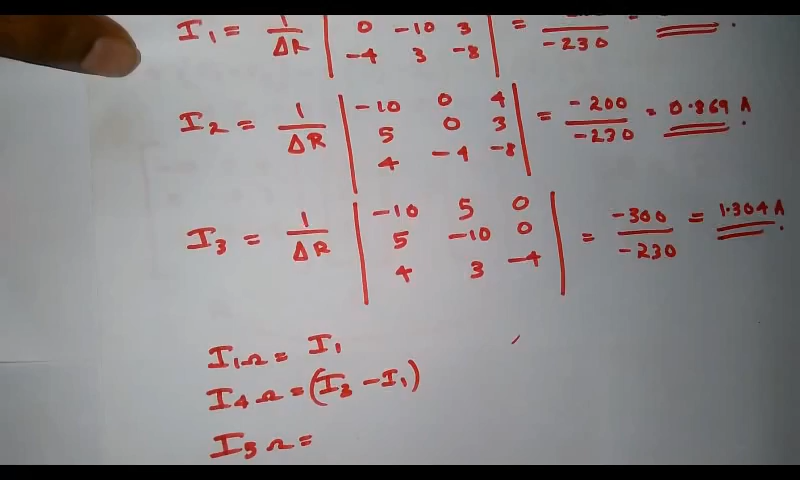 I1 = 1/ΔR | 0 -10 3 | = /-230 =
-4 3 -8
I2 = 1/ΔR | -10 0 4 | = -200/-230 = 0.869 A.
5 0 3
4 -4 -8
I3 = 1/ΔR | -10 5 0 | = -300/-230 = 1.304 A.
5 -10 0
4 3 -4
I1Ω = I1
I4Ω = (I3 - I1)
I5Ω =